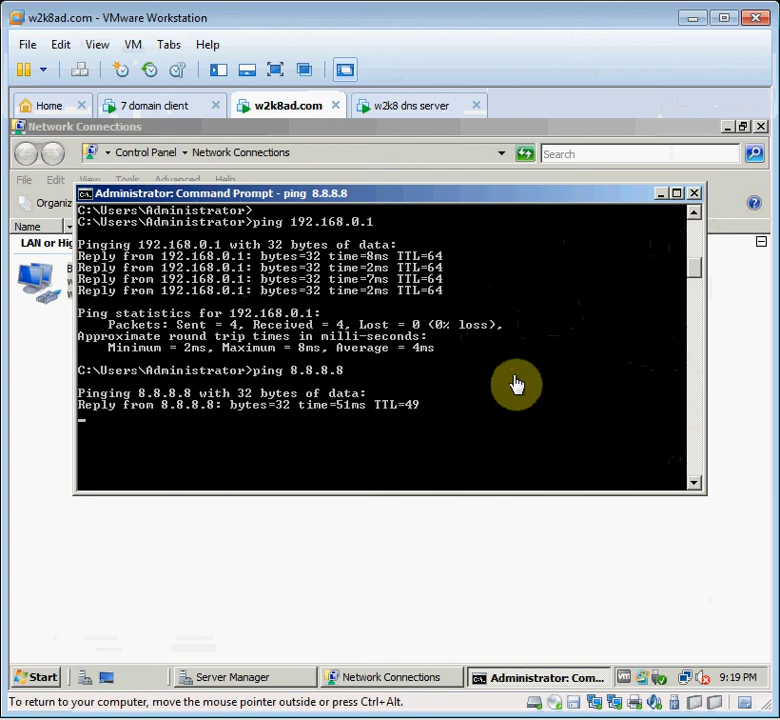 w2k8ad.com - VMware Workstation
File Edit View VM Tabs Help
Home 7 domain client w2k8ad.com w2k8 dns server
Network Connections
Control Panel Network Connections Search
File Edit View Tools Advanced Help
Administrator: Command Prompt - ping 8.8.8.8
Organiz
Name
LAN or Hig
C:\Users\Administrator>
C:\Users\Administrator>ping 192.168.0.1
Pinging 192.168.0.1 with 32 bytes of data:
Reply from 192.168.0.1: bytes=32 time=8ms TTL=64
Reply from 192.168.0.1: bytes=32 time=2ms TTL=64
Reply from 192.168.0.1: bytes=32 time=7ms TTL=64
Reply from 192.168.0.1: bytes=32 time=2ms TTL=64
Ping statistics for 192.168.0.1:
Packets: Sent = 4, Received = 4, Lost = 0 (0% loss),
Approximate round trip times in milli-seconds:
Minimum = 2ms, Maximum = 8ms, Average = 4ms
C:\Users\Administrator>ping 8.8.8.8
Pinging 8.8.8.8 with 32 bytes of data:
Reply from 8.8.8.8: bytes=32 time=51ms TTL=49
Start Server Manager Network Connections Administrator: Com... 9:19 PM
To return to your computer, move the mouse pointer outside or press Ctrl+Alt.